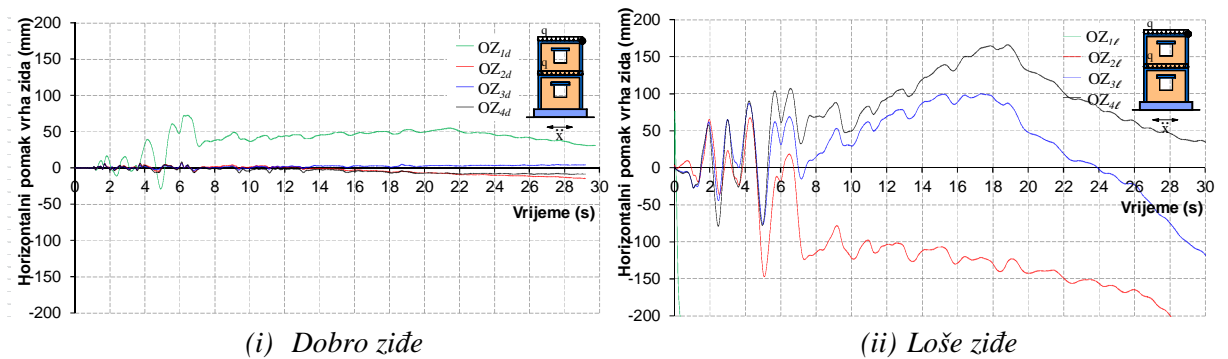 Horizontalni pomak vrha zida (mm)
200
150
100
50
0
-50
-100
-150
-200
0 2 4 6 8 10 12 14 16 18 20 22 24 26 28 30
Vrijeme (s)
OZ1d
OZ2d
OZ3d
OZ4d
q
q
ẍ
(i) Dobro ziđe
Horizontalni pomak vrha zida (mm)
200
150
100
50
0
-50
-100
-150
-200
0 2 4 6 8 10 12 14 16 18 20 22 24 26 28 30
Vrijeme (s)
OZ1ℓ
OZ2ℓ
OZ3ℓ
OZ4ℓ
q
q
ẍ
(ii) Loše ziđe